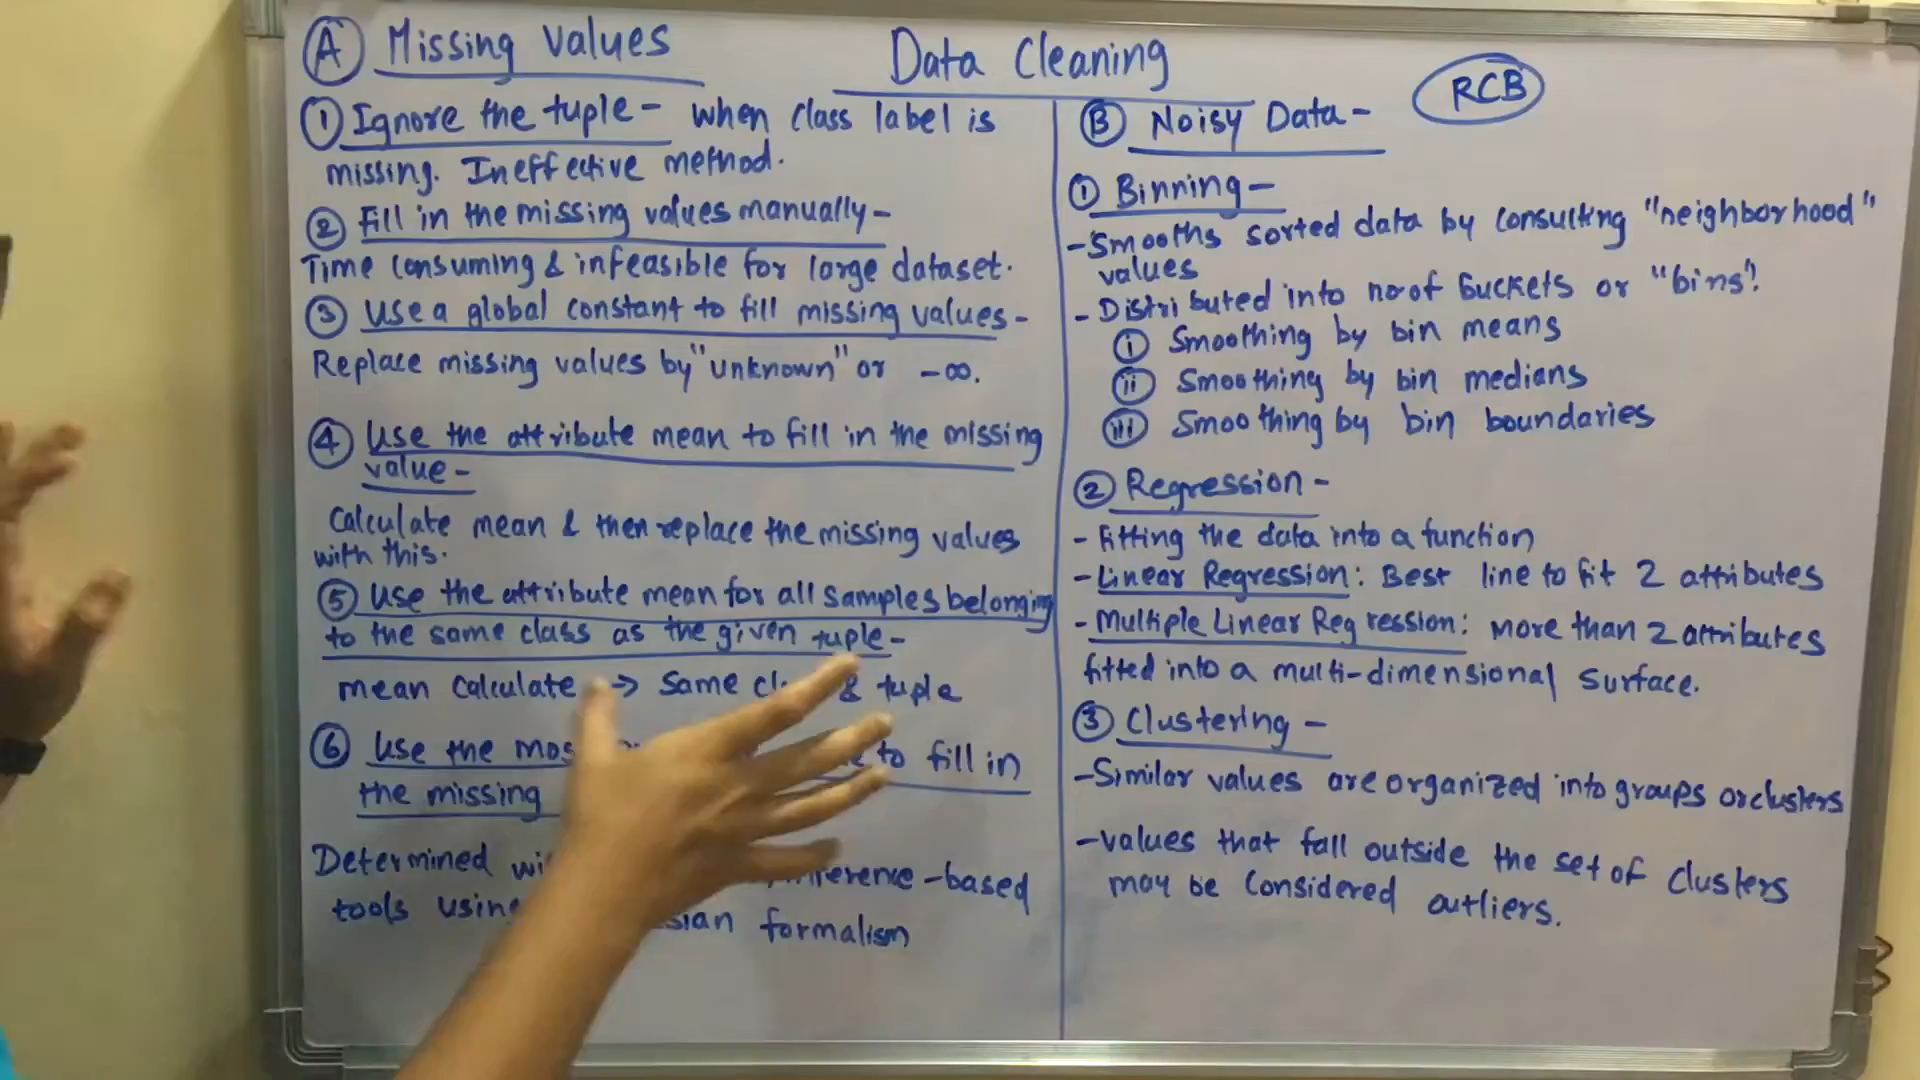 Data Cleaning
RCB
Ⓐ Missing Values
① Ignore the tuple - when class label is
missing. Ineffective method.
② Fill in the missing values manually -
Time consuming & infeasible for large dataset.
③ Use a global constant to fill missing values -
Replace missing values by "unknown" or -∞.
④ Use the attribute mean to fill in the missing
value -
Calculate mean & then replace the missing values
with this.
⑤ Use the attribute mean for all samples belonging
to the same class as the given tuple -
mean calculate → same & tuple
⑥ Use the to fill in
the missing
Determined -based
tools using formalism
Ⓑ Noisy Data -
① Binning -
- Smooths sorted data by consulting "neighborhood"
values
- Distributed into no of buckets or "bins".
ⓘ Smoothing by bin means
ⓘⓘ Smoothing by bin medians
ⓘⓘⓘ Smoothing by bin boundaries
② Regression -
- Fitting the data into a function
- Linear Regression: Best line to fit 2 attributes
- Multiple Linear Regression: more than 2 attributes
fitted into a multi-dimensional surface.
③ Clustering -
- Similar values are organized into groups or clusters
- values that fall outside the set of clusters
may be considered outliers.